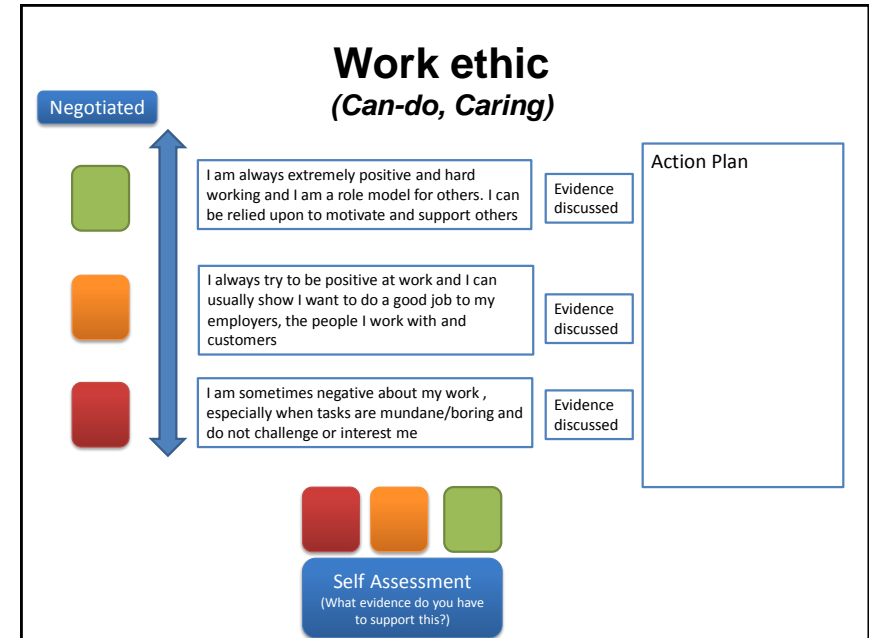 Work ethic
(Can-do, Caring)
Negotiated
I am always extremely positive and hard
working and I am a role model for others. I can
be relied upon to motivate and support others
Evidence
discussed
Action Plan
I always try to be positive at work and I can
usually show I want to do a good job to my
employers, the people I work with and
customers
Evidence
discussed
I am sometimes negative about my work ,
especially when tasks are mundane/boring and
do not challenge or interest me
Evidence
discussed
Self Assessment
(What evidence do you have
to support this?)